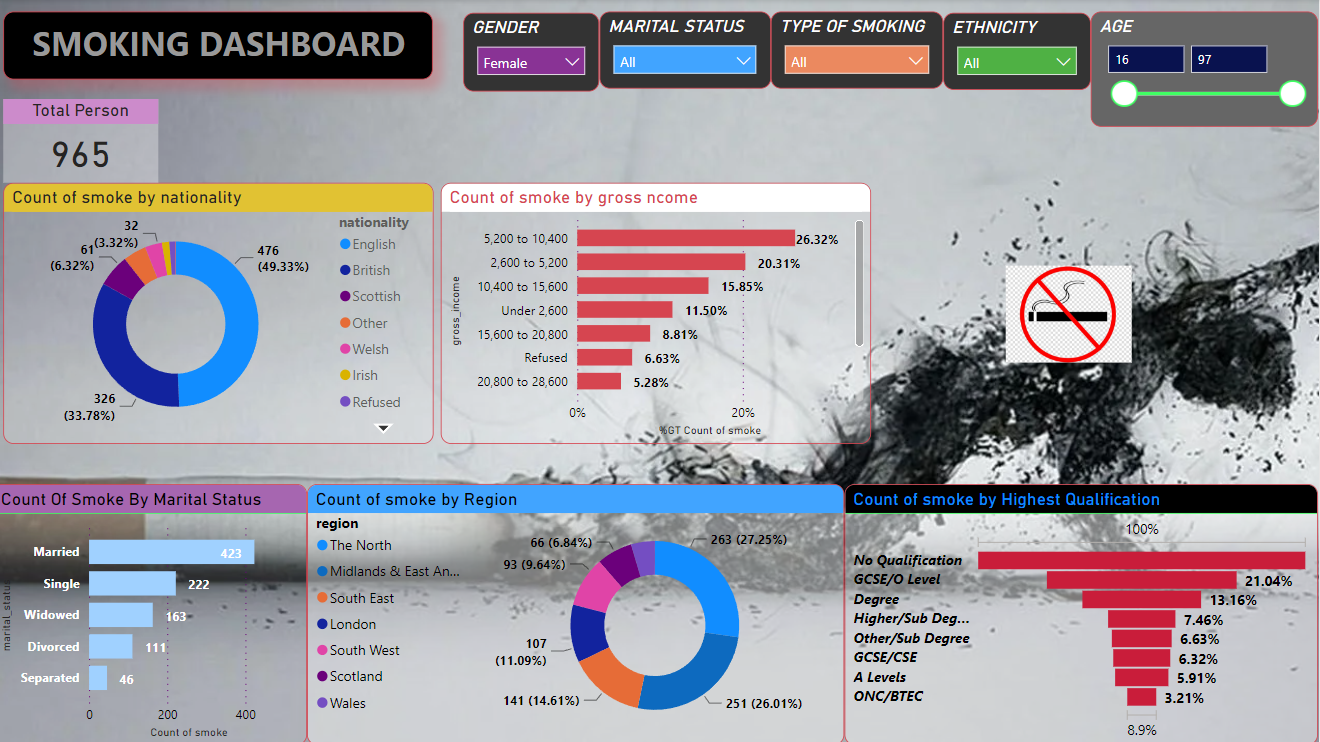 SMOKING DASHBOARD
GENDER
Female
MARITAL STATUS
All
TYPE OF SMOKING
All
ETHNICITY
All
AGE
16
97
Total Person
965
Count of smoke by nationality
32
(3.32%)
61
(6.32%)
476
(49.33%)
326
(33.78%)
nationality
English
British
Scottish
Other
Welsh
Irish
Refused
Count of smoke by gross ncome
gross_income
5,200 to 10,400
26.32%
2,600 to 5,200
20.31%
10,400 to 15,600
15.85%
Under 2,600
11.50%
15,600 to 20,800
8.81%
Refused
6.63%
20,800 to 28,600
5.28%
0%
20%
%GT Count of smoke
Count Of Smoke By Marital Status
marital_status
Married
423
Single
222
Widowed
163
Divorced
111
Separated
46
0
200
400
Count of smoke
Count of smoke by Region
region
The North
Midlands & East An...
South East
London
South West
Scotland
Wales
66 (6.84%)
263 (27.25%)
93 (9.64%)
107
(11.09%)
141 (14.61%)
251 (26.01%)
Count of smoke by Highest Qualification
100%
No Qualification
GCSE/O Level
21.04%
Degree
13.16%
Higher/Sub Deg...
7.46%
Other/Sub Degree
6.63%
GCSE/CSE
6.32%
A Levels
5.91%
ONC/BTEC
3.21%
8.9%